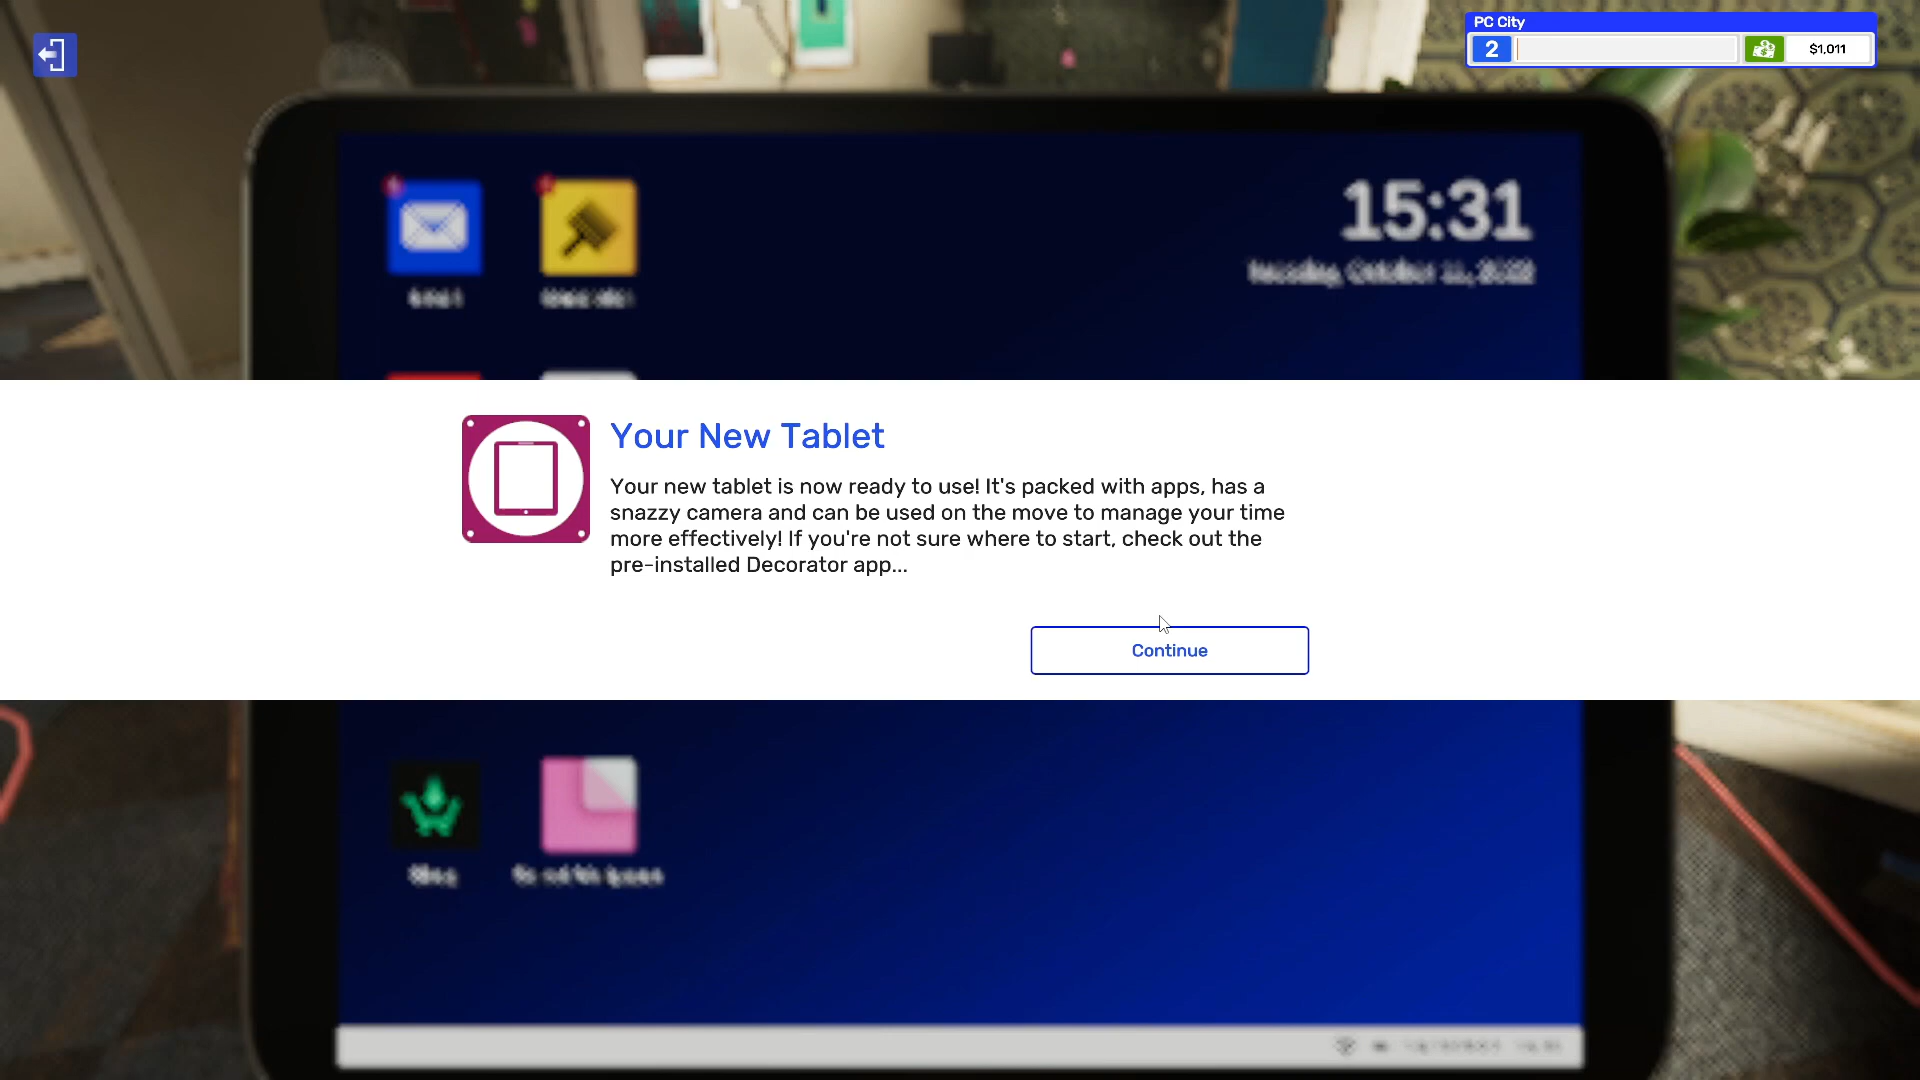 PC City
2
$1,011
15:31
Your New Tablet
Your new tablet is now ready to use! It's packed with apps, has a
snazzy camera and can be used on the move to manage your time
more effectively! If you're not sure where to start, check out the
pre-installed Decorator app...
Continue